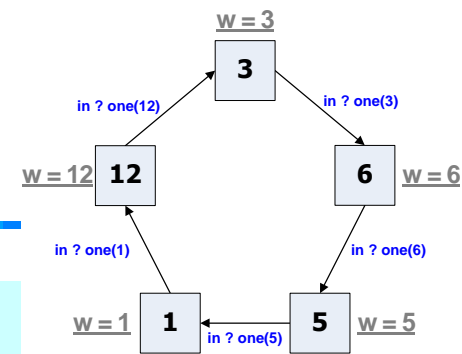 w = 3
3
in ? one(12)
in ? one(3)
w = 12
12
6
w = 6
in ? one(1)
in ? one(6)
w = 1
1
in ? one(5)
5
w = 5